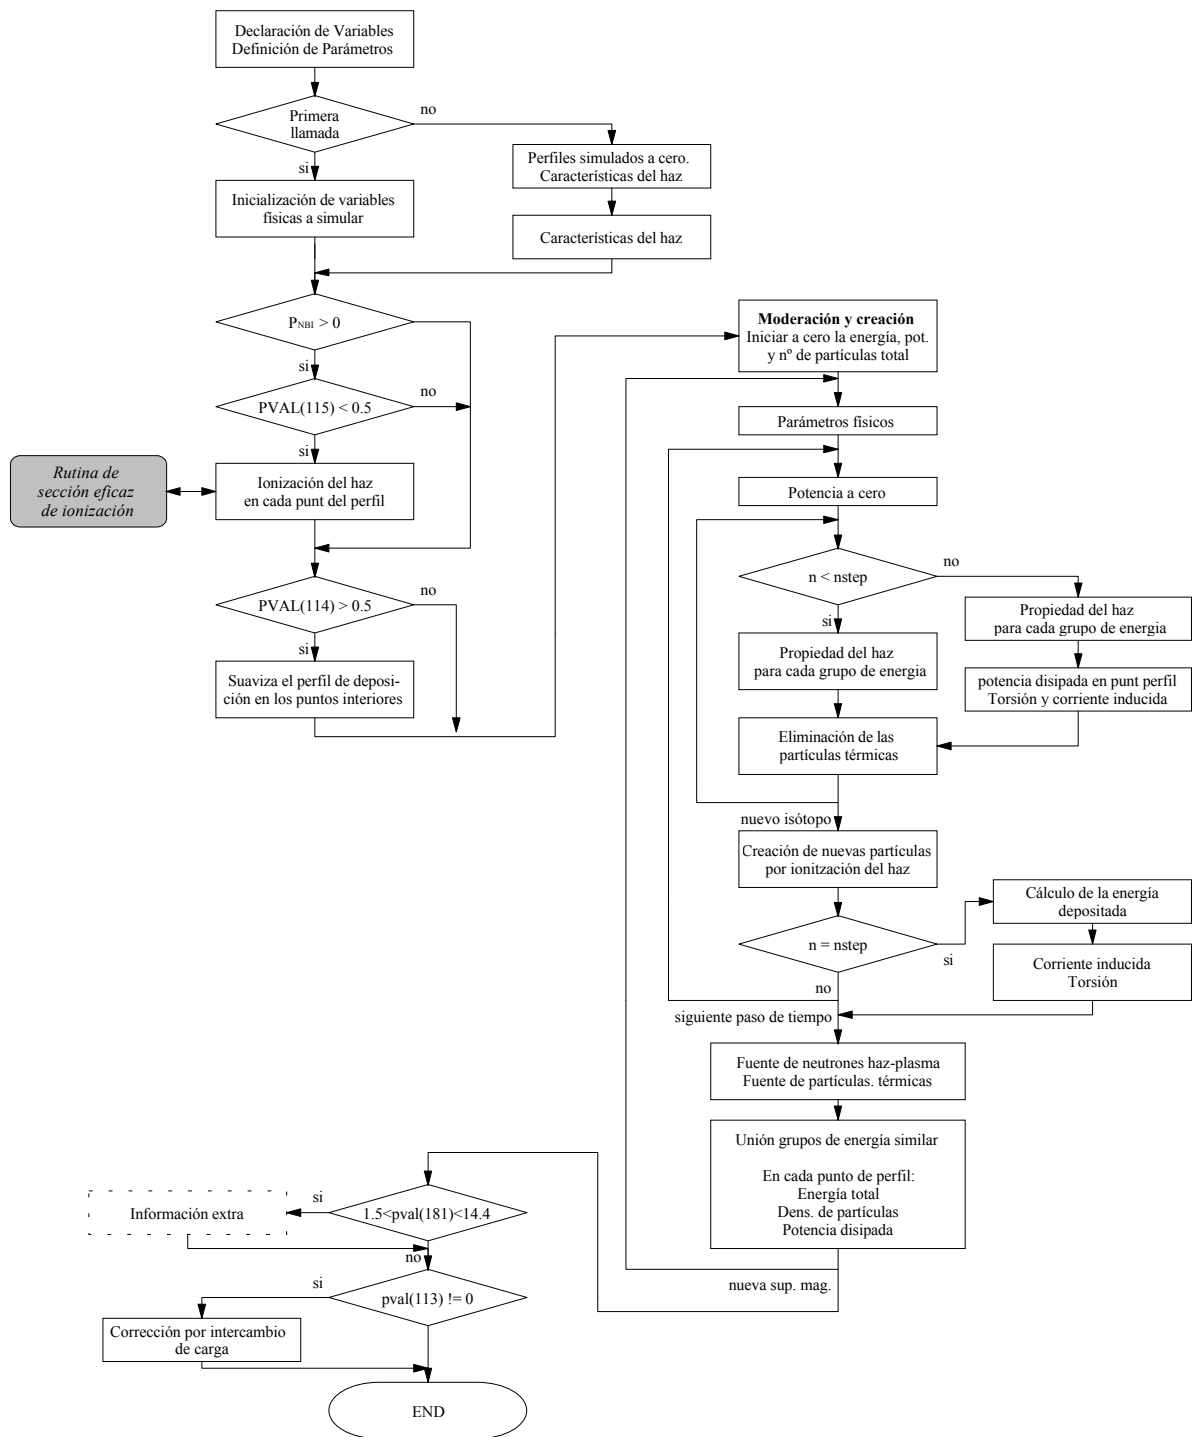 Declaración de Variables
Definición de Parámetros
Primera
llamada
no
si
Perfiles simulados a cero.
Características del haz
Inicialización de variables
físicas a simular
Características del haz
PNBI > 0
si
PVAL(115) < 0.5
no
si
Rutina de
sección eficaz
de ionización
Ionización del haz
en cada punt del perfil
PVAL(114) > 0.5
no
si
Suaviza el perfil de deposi-
ción en los puntos interiores
Moderación y creación
Iniciar a cero la energía, pot.
y nº de partículas total
Parámetros físicos
Potencia a cero
n < nstep
no
si
Propiedad del haz
para cada grupo de energia
Propiedad del haz
para cada grupo de energia
potencia disipada en punt perfil
Torsión y corriente inducida
Eliminación de las
partículas térmicas
nuevo isótopo
Creación de nuevas partículas
por ionitzación del haz
n = nstep
si
no
Cálculo de la energía
depositada
Corriente inducida
Torsión
siguiente paso de tiempo
Fuente de neutrones haz-plasma
Fuente de partículas. térmicas
Unión grupos de energía similar
En cada punto de perfil:
Energía total
Dens. de partículas
Potencia disipada
nueva sup. mag.
1.5<pval(181)<14.4
si
Información extra
no
pval(113) != 0
si
Corrección por intercambio
de carga
END